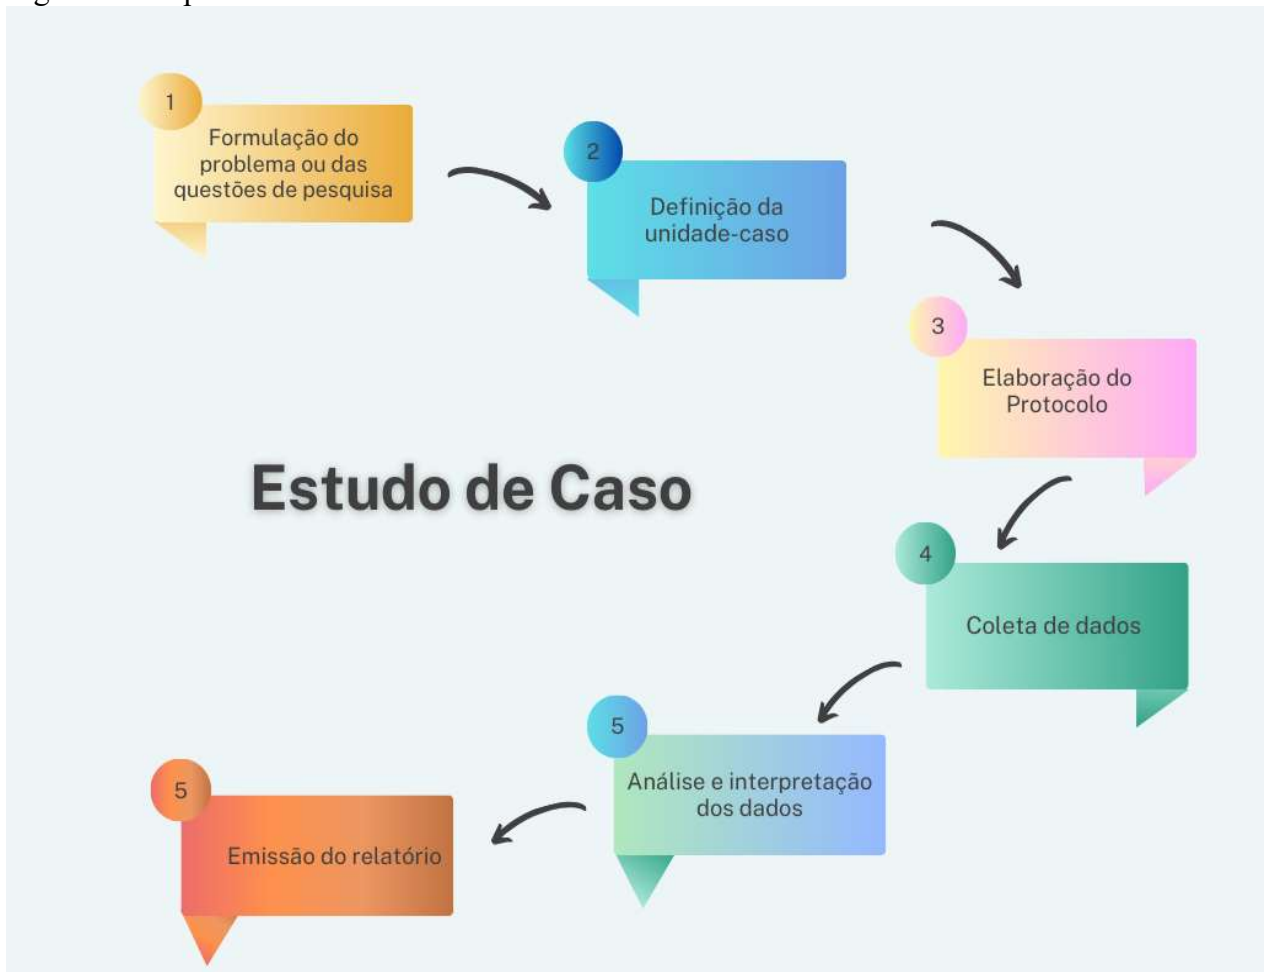 1
Formulação do
problema ou das
questões de pesquisa
2
Definição da
unidade-caso
3
Elaboração do
Protocolo
Estudo de Caso
4
Coleta de dados
5
Análise e interpretação
dos dados
5
Emissão do relatório